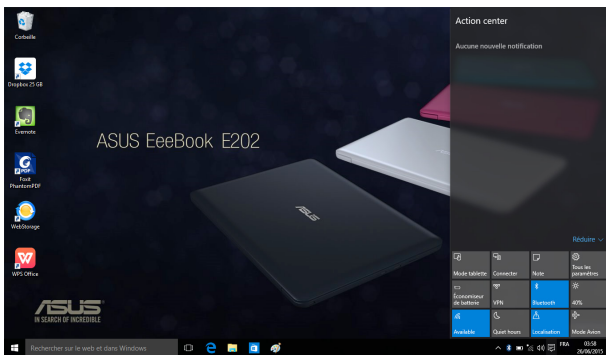 Corbeille
Dropbox 25 GB
Evernote
Foxit
PhantomPDF
WebStorage
WPS Office
ASUS EeeBook E202
ASUS
ASUS
IN SEARCH OF INCREDIBLE
Action center
Aucune nouvelle notification
Réduire
Mode tablette
Connecter
Note
Tous les
paramètres
Économiseur
de batterie
VPN
Bluetooth
40%
Available
Quiet hours
Localisation
Mode Avion
Rechercher sur le web et dans Windows
FRA
03:58
26/06/2015